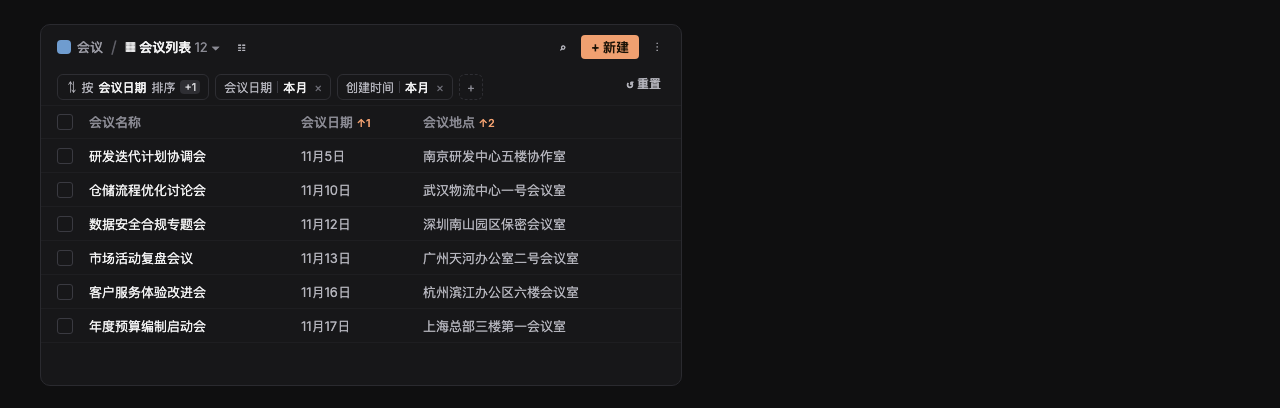 会议 / 会议列表 12
+ 新建
按 会议日期 排序 +1 会议日期 本月 × 创建时间 本月 × +
↺ 重置
会议名称 会议日期 ↑1 会议地点 ↑2
研发迭代计划协调会 11月5日 南京研发中心五楼协作室
仓储流程优化讨论会 11月10日 武汉物流中心一号会议室
数据安全合规专题会 11月12日 深圳南山园区保密会议室
市场活动复盘会议 11月13日 广州天河办公室二号会议室
客户服务体验改进会 11月16日 杭州滨江办公区六楼会议室
年度预算编制启动会 11月17日 上海总部三楼第一会议室